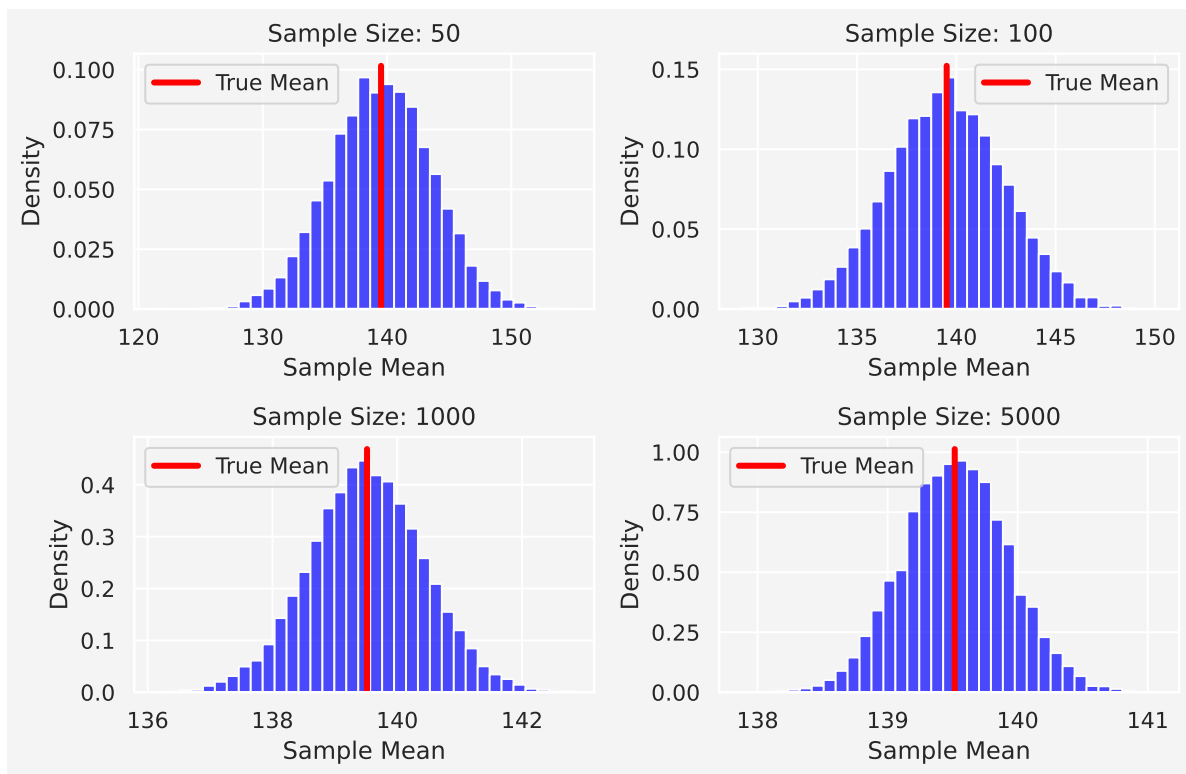 Sample Size: 50
True Mean
Density
0.100
0.075
0.050
0.025
0.000
120 130 140 150
Sample Mean
Sample Size: 100
True Mean
Density
0.15
0.10
0.05
0.00
130 135 140 145 150
Sample Mean
Sample Size: 1000
True Mean
Density
0.4
0.3
0.2
0.1
0.0
136 138 140 142
Sample Mean
Sample Size: 5000
True Mean
Density
1.00
0.75
0.50
0.25
0.00
138 139 140 141
Sample Mean